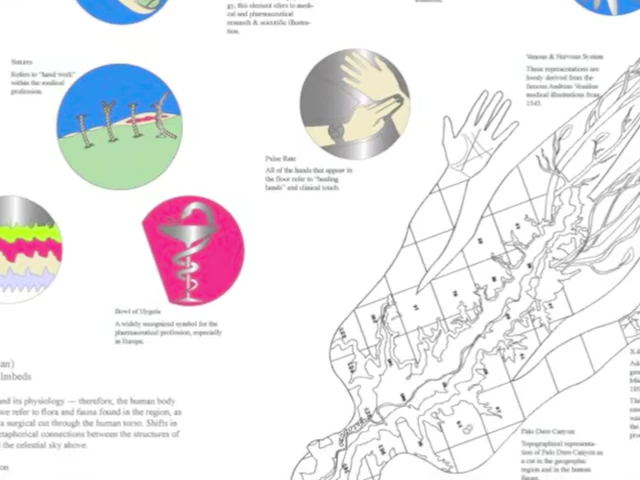 gy, this element refers to medi-
cal and pharmaceutical
research & scientific illustra-
tion.
Sutures
Refers to "hand work"
within the medical
profession.
Venous & Nervous System
These representations are
loosely derived from the
famous Andreas Vesalius
medical illustrations from
1543.
Pulse Rate
All of the hands that appear in
the floor refer to "healing
hands" and clinical touch.
Bowl of Hygeia
A widely recognized symbol for the
pharmaceutical profession, especially
in Europe.
an)
Imbeds
and its physiology — therefore, the human body
we refer to flora and fauna found in the region, as
a surgical cut through the human torso. Shifts in
etaphorical connections between the structures of
the celestial sky above.
on
Palo Duro Canyon
Topographical representa-
tion of Palo Duro Canyon as
a cut in the geographic
region and in the human
figure.